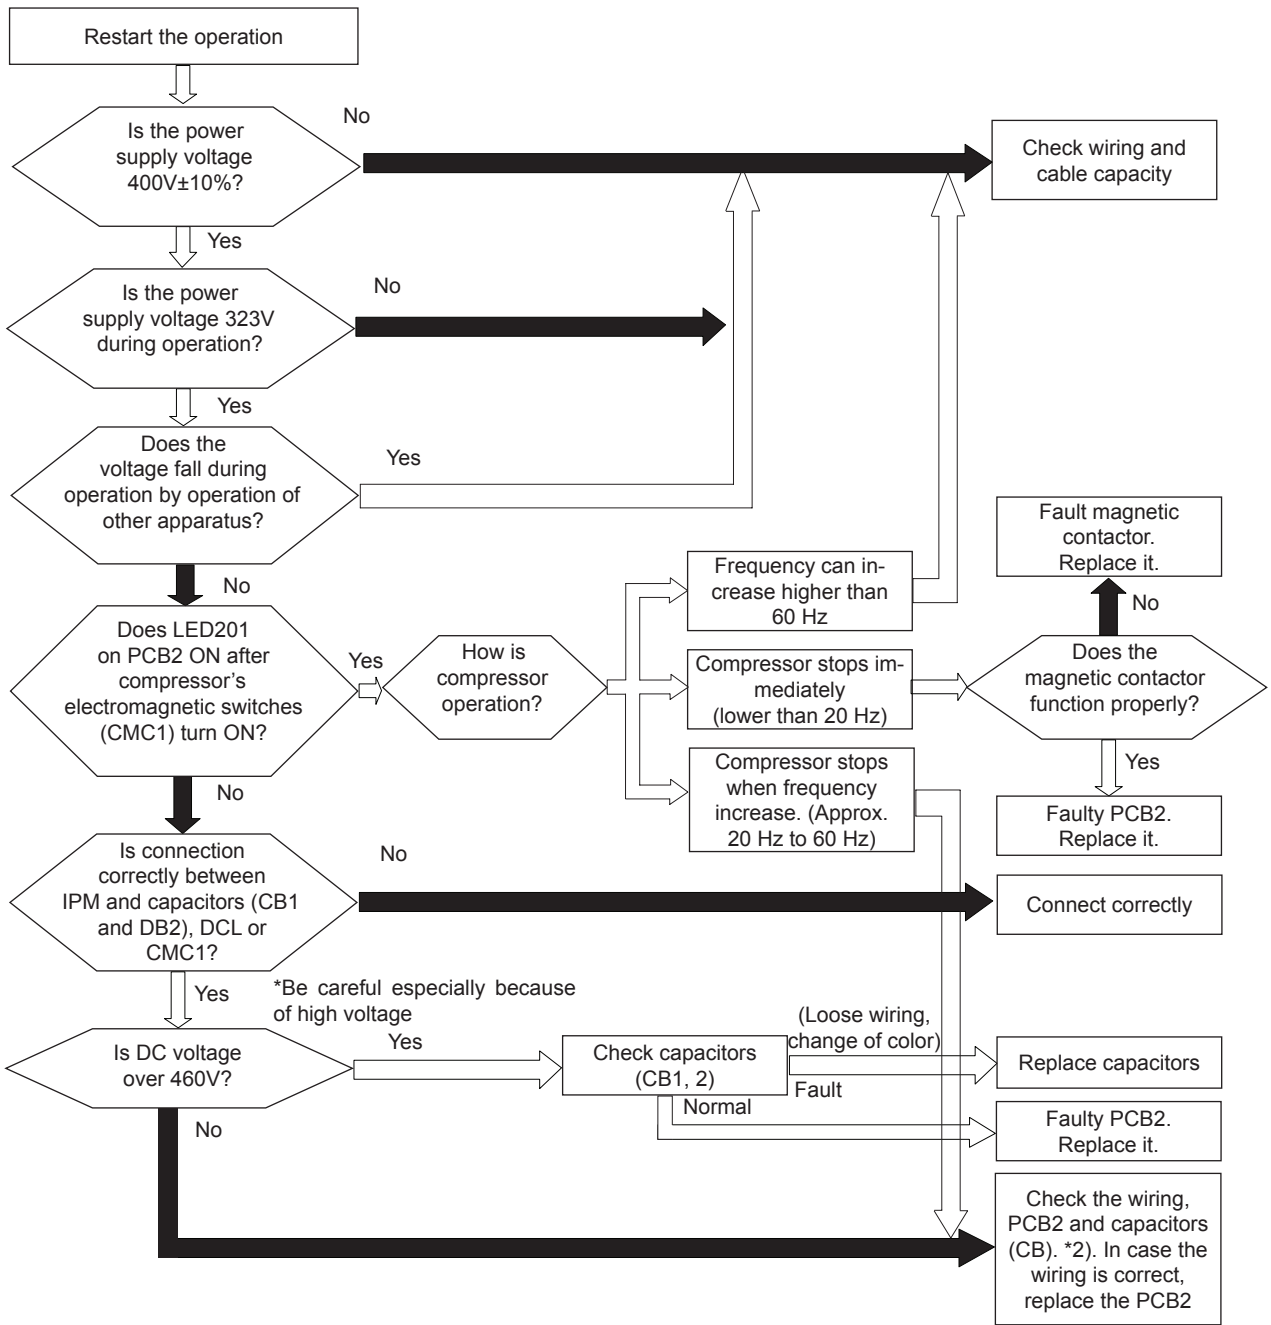 Restart the operation
Is the power
supply voltage
400V±10%?
No
Check wiring and
cable capacity
Yes
Is the power
supply voltage 323V
during operation?
No
Yes
Does the
voltage fall during
operation by operation of
other apparatus?
Yes
No
Does LED201
on PCB2 ON after
compressor's
electromagnetic switches
(CMC1) turn ON?
Yes
How is
compressor
operation?
Frequency can in-
crease higher than
60 Hz
Compressor stops im-
mediately
(lower than 20 Hz)
Compressor stops
when frequency
increase. (Approx.
20 Hz to 60 Hz)
Fault magnetic
contactor.
Replace it.
No
Does the
magnetic contactor
function properly?
Yes
Faulty PCB2.
Replace it.
No
Is connection
correctly between
IPM and capacitors (CB1
and DB2), DCL or
CMC1?
No
Connect correctly
Yes
*Be careful especially because
of high voltage
Is DC voltage
over 460V?
Yes
Check capacitors
(CB1, 2)
(Loose wiring,
change of color)
Fault
Replace capacitors
Normal
Faulty PCB2.
Replace it.
No
Check the wiring,
PCB2 and capacitors
(CB). *2). In case the
wiring is correct,
replace the PCB2